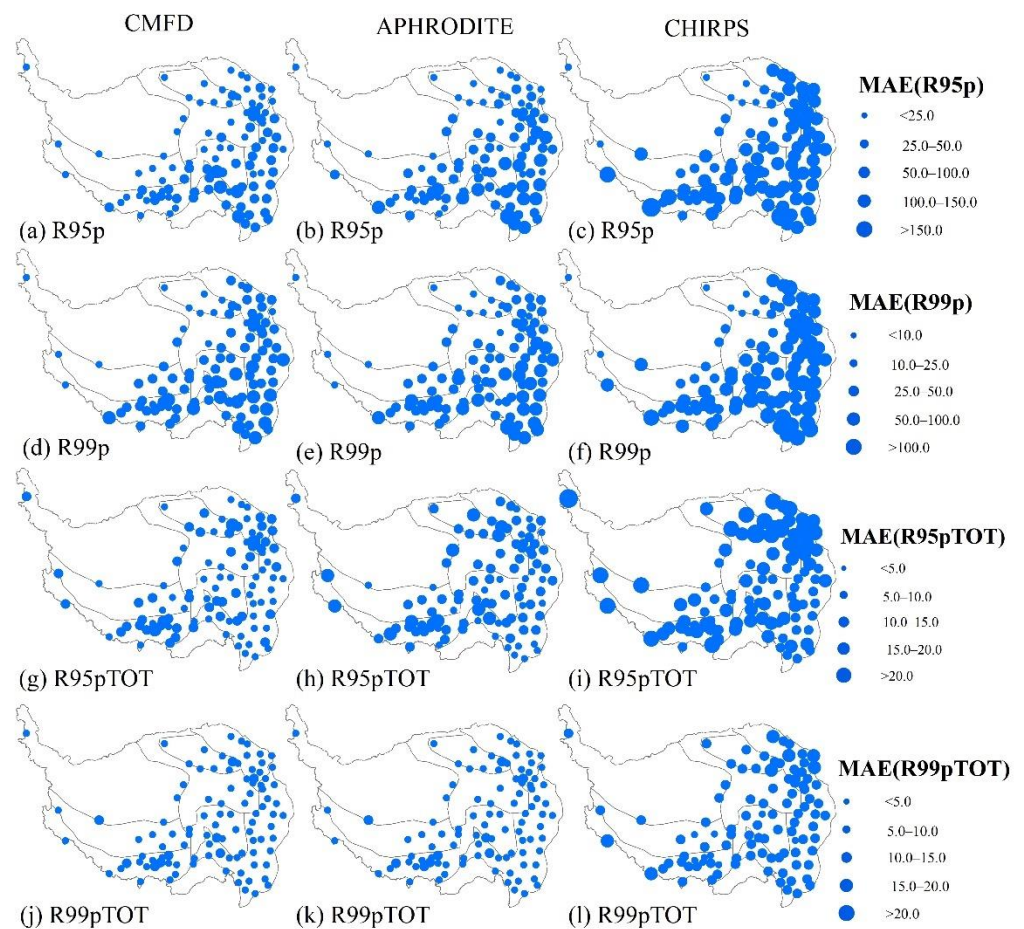 CMFD
APHRODITE
CHIRPS
MAE(R95p)
<25.0
25.0–50.0
50.0–100.0
100.0–150.0
>150.0
(a) R95p
(b) R95p
(c) R95p
MAE(R99p)
<10.0
10.0–25.0
25.0 50.0
50.0–100.0
>100.0
(d) R99p
(e) R99p
(f) R99p
MAE(R95pTOT)
<5.0
5.0–10.0
10.0 15.0
15.0–20.0
>20.0
(g) R95pTOT
(h) R95pTOT
(i) R95pTOT
MAE(R99pTOT)
<5.0
5.0–10.0
10.0–15.0
15.0–20.0
>20.0
(j) R99pTOT
(k) R99pTOT
(l) R99pTOT